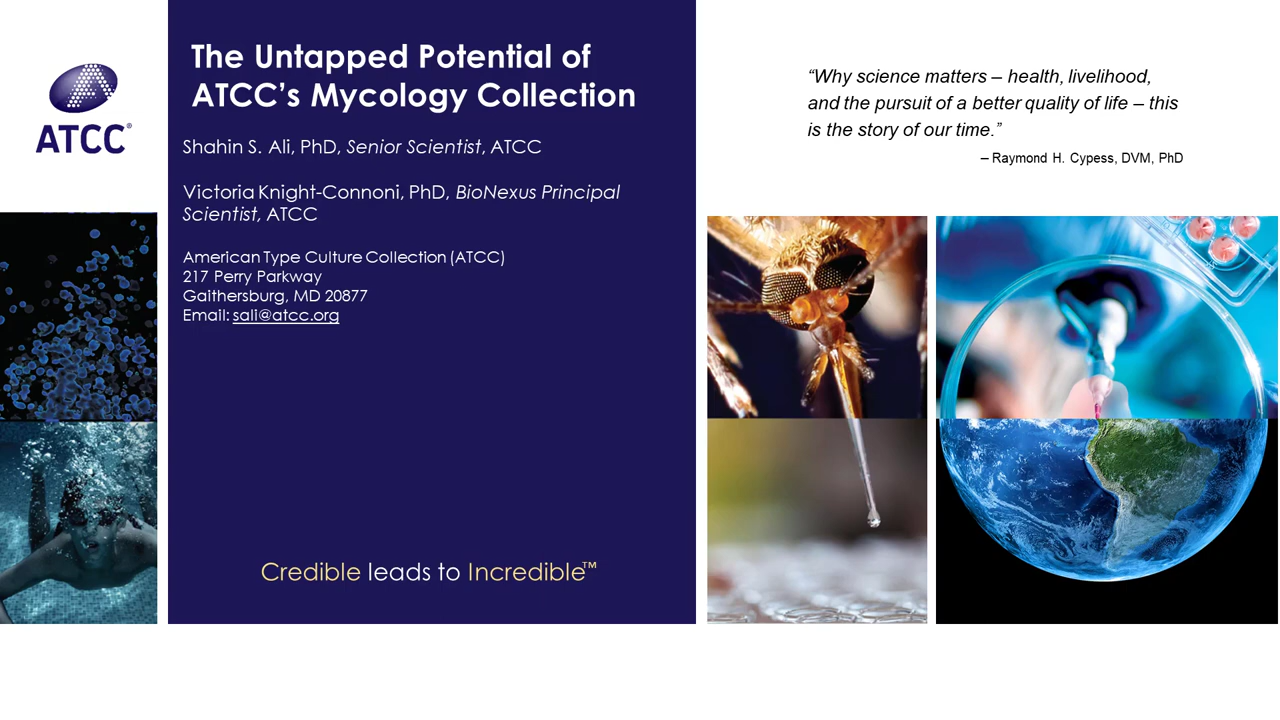 ATCC®
The Untapped Potential of
ATCC’s Mycology Collection
Shahin S. Ali, PhD, Senior Scientist, ATCC
Victoria Knight-Connoni, PhD, BioNexus Principal
Scientist, ATCC
American Type Culture Collection (ATCC)
217 Perry Parkway
Gaithersburg, MD 20877
Email: sali@atcc.org
Credible leads to Incredible™
“Why science matters – health, livelihood,
and the pursuit of a better quality of life – this
is the story of our time.”
– Raymond H. Cypess, DVM, PhD